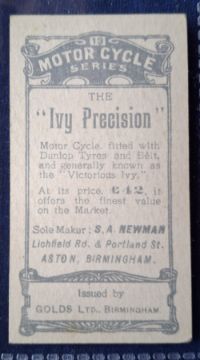 18
MOTOR CYCLE
SERIES
THE
"Ivy Precision"
Motor Cycle, fitted with
Dunlop Tyres and Belt,
and generally known as
the "Victorious Ivy."
At its price, £42, it
offers the finest value
on the Market.
Sole Maker: S. A. NEWMAN
Lichfield Rd. & Portland St.
ASTON, BIRMINGHAM.
Issued by
GOLDS LTD., BIRMINGHAM.